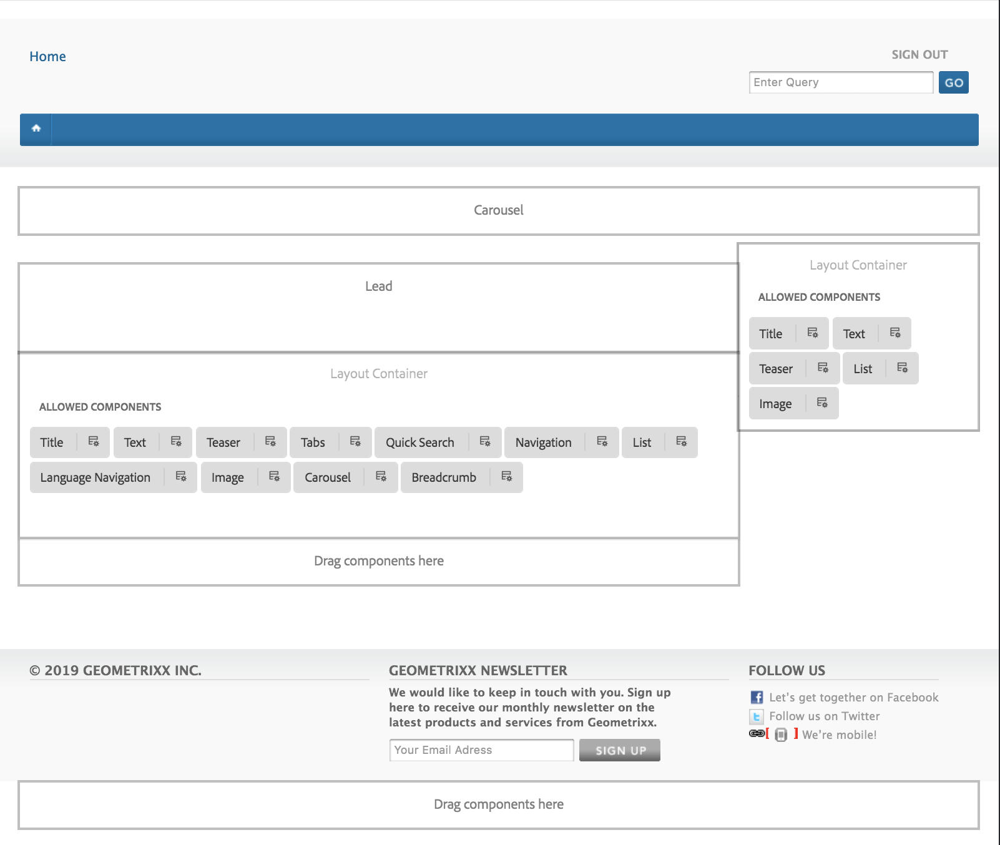 Home
SIGN OUT
Enter Query
GO
Carousel
Lead
Layout Container
ALLOWED COMPONENTS
Title
Text
Teaser
Tabs
Quick Search
Navigation
List
Language Navigation
Image
Carousel
Breadcrumb
Drag components here
Layout Container
ALLOWED COMPONENTS
Title
Text
Teaser
List
Image
© 2019 GEOMETRIXX INC.
GEOMETRIXX NEWSLETTER
We would like to keep in touch with you. Sign up
here to receive our monthly newsletter on the
latest products and services from Geometrixx.
Your Email Adress
SIGN UP
FOLLOW US
Let's get together on Facebook
Follow us on Twitter
[ ] We're mobile!
Drag components here